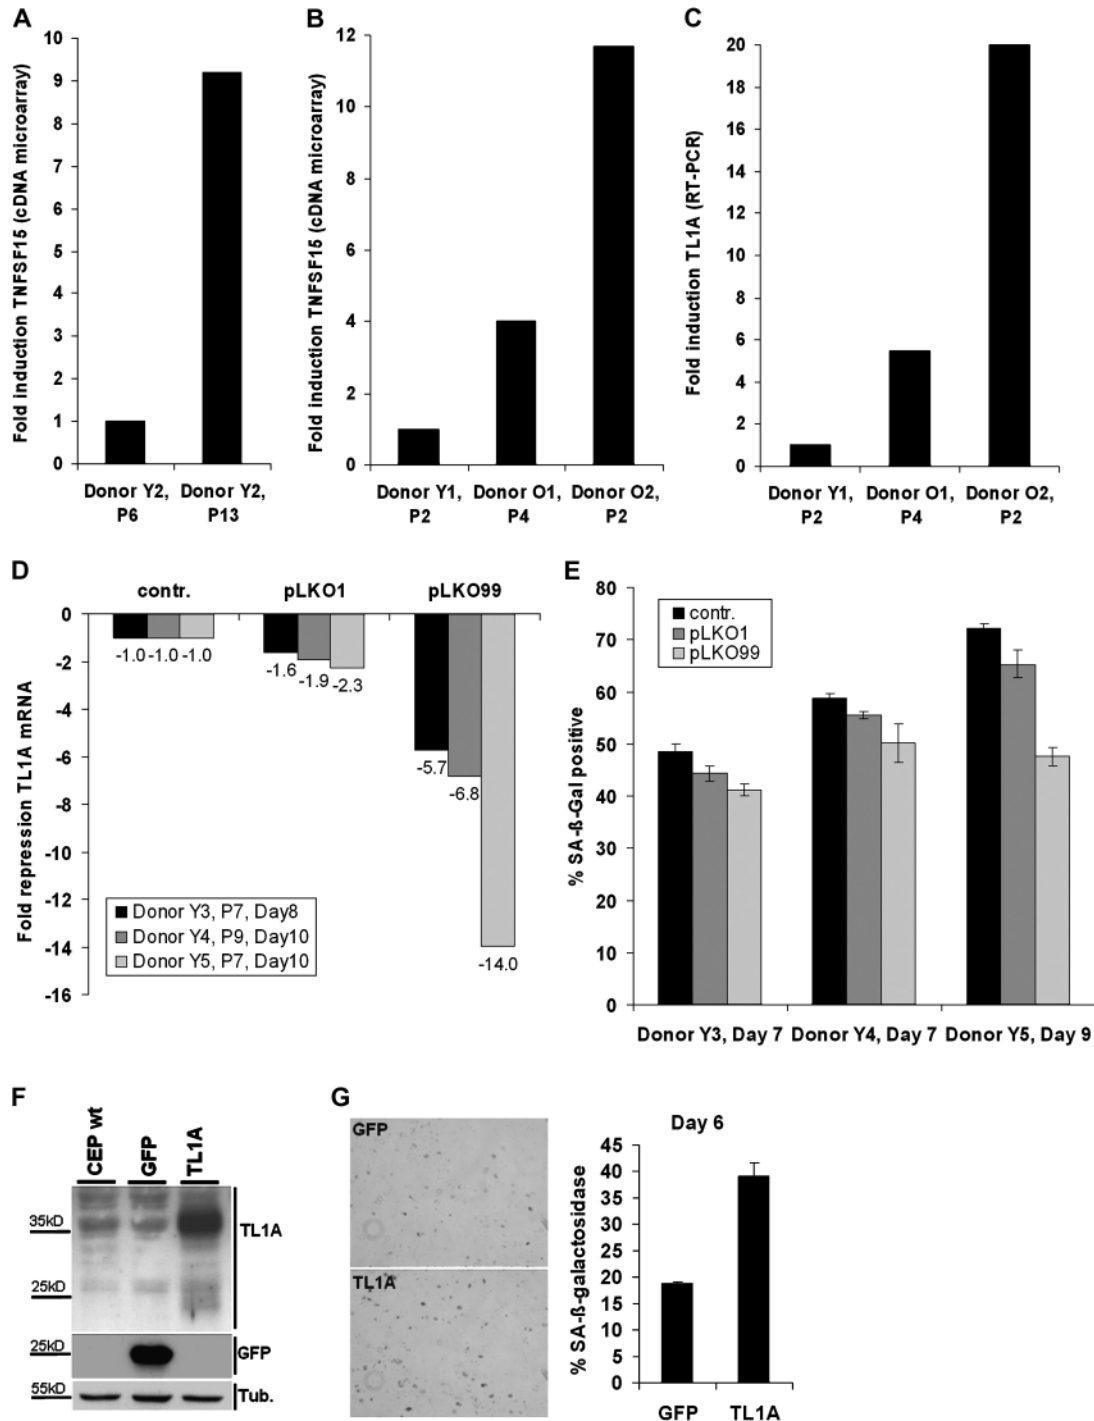 A
Fold induction TNFSF15 (cDNA microarray)
10
9
8
7
6
5
4
3
2
1
0
Donor Y2, P6
Donor Y2, P13
B
Fold induction TNFSF15 (cDNA microarray)
12
10
8
6
4
2
0
Donor Y1, P2
Donor O1, P4
Donor O2, P2
C
Fold induction TL1A (RT-PCR)
20
18
16
14
12
10
8
6
4
2
0
Donor Y1, P2
Donor O1, P4
Donor O2, P2
D
contr.
pLKO1
pLKO99
Fold repression TL1A mRNA
0
-2
-4
-6
-8
-10
-12
-14
-16
-1.0 -1.0 -1.0
-1.6
-1.9
-2.3
-5.7
-6.8
-14.0
Donor Y3, P7, Day8
Donor Y4, P9, Day10
Donor Y5, P7, Day10
E
% SA-ß-Gal positive
80
70
60
50
40
30
20
10
0
contr.
pLKO1
pLKO99
Donor Y3, Day 7
Donor Y4, Day 7
Donor Y5, Day 9
F
CEP wt
GFP
TL1A
35kD
25kD
TL1A
25kD
GFP
55kD
Tub.
G
GFP
TL1A
Day 6
% SA-ß-galactosidase
45
40
35
30
25
20
15
10
5
0
GFP
TL1A